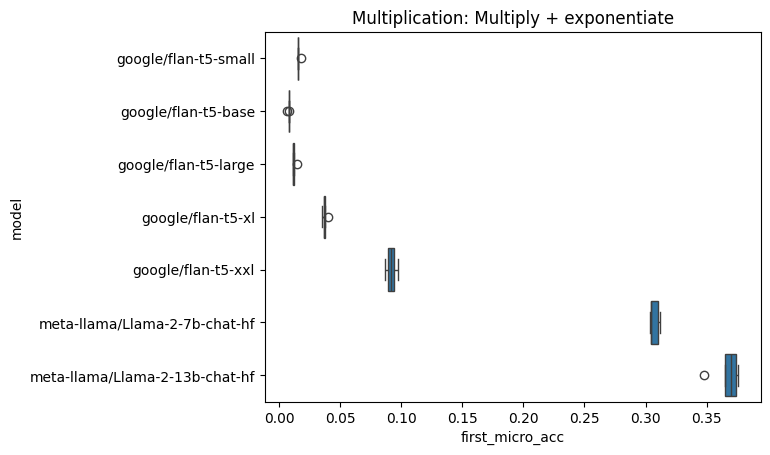 Multiplication: Multiply + exponentiate
google/flan-t5-small
google/flan-t5-base
google/flan-t5-large
google/flan-t5-xl
google/flan-t5-xxl
meta-llama/Llama-2-7b-chat-hf
meta-llama/Llama-2-13b-chat-hf
model
0.00 0.05 0.10 0.15 0.20 0.25 0.30 0.35
first_micro_acc